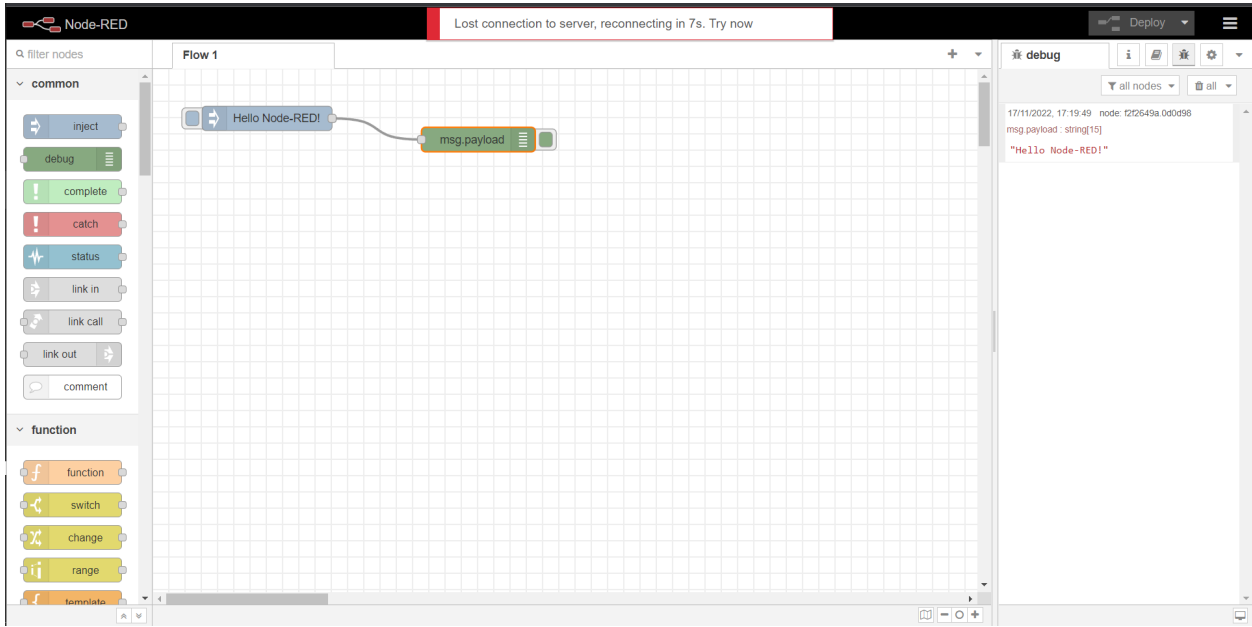 Node-RED
Lost connection to server, reconnecting in 7s. Try now
Deploy
filter nodes
common
inject
debug
complete
catch
status
link in
link call
link out
comment
function
function
switch
change
range
template
Flow 1
Hello Node-RED!
msg.payload
debug
all nodes
all
17/11/2022, 17:19:49 node: f2f2649a.0d0d98
msg.payload : string[15]
"Hello Node-RED!"